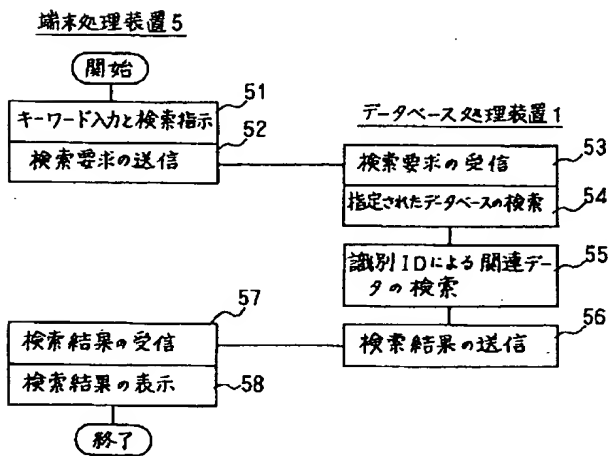 端末処理装置5
開始
51
キーワード入力と検索指示
52
検索要求の送信
データベース処理装置1
53
検索要求の受信
54
指定されたデータベースの検索
55
識別IDによる関連デー
タの検索
56
検索結果の送信
57
検索結果の受信
検索結果の表示
58
終了